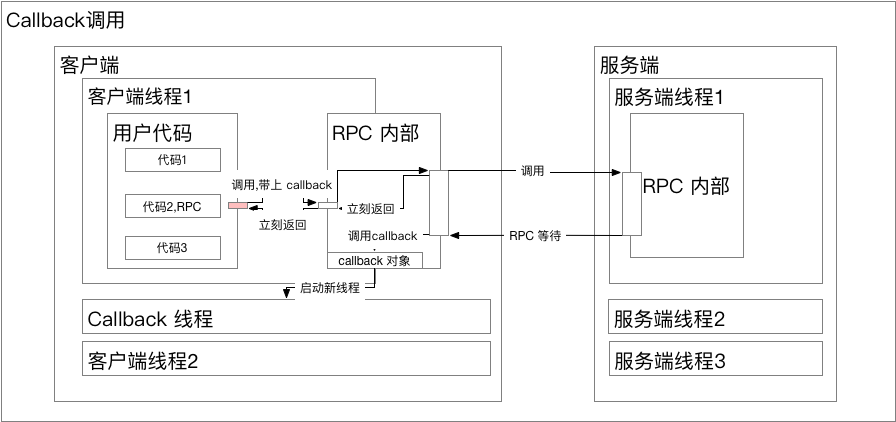 Callback调用
客户端
客户端线程1
用户代码
代码1
代码2,RPC
代码3
调用,带上 callback
立刻返回
RPC 内部
立刻返回
调用callback
callback 对象
启动新线程
Callback 线程
客户端线程2
调用
RPC 等待
服务端
服务端线程1
RPC 内部
服务端线程2
服务端线程3